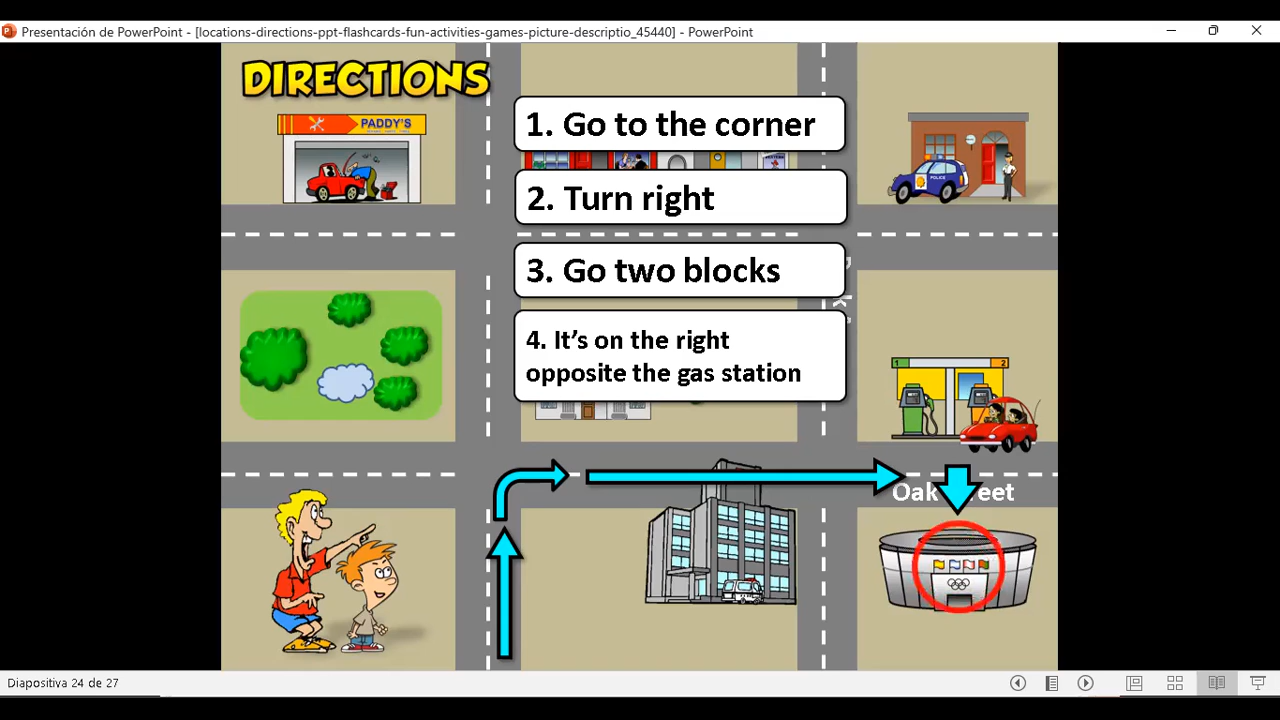 Presentación de PowerPoint - [locations-directions-ppt-flashcards-fun-activities-games-picture-descriptio_45440] - PowerPoint
DIRECTIONS
PADDY'S
1. Go to the corner
2. Turn right
POLICE
3. Go two blocks
4. It's on the right
opposite the gas station
1
2
Diapositiva 24 de 27